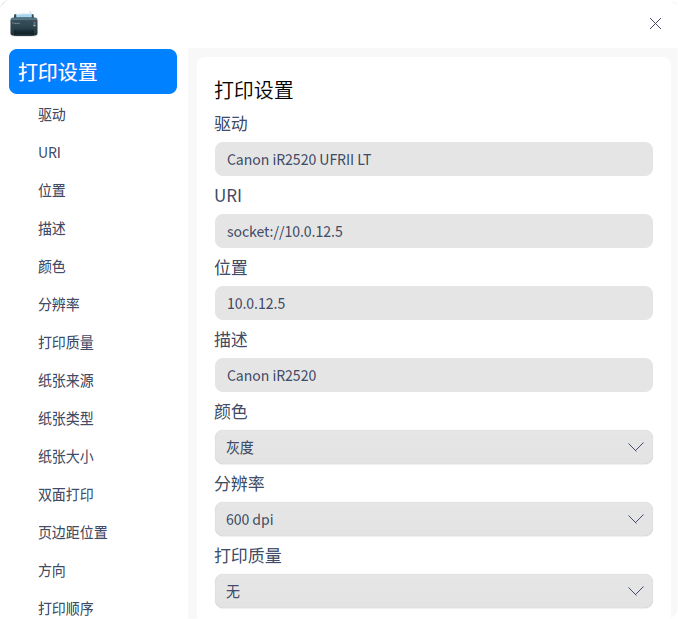 打印设置
驱动
URI
位置
描述
颜色
分辨率
打印质量
纸张来源
纸张类型
纸张大小
双面打印
页边距位置
方向
打印顺序
打印设置
驱动
Canon iR2520 UFRII LT
URI
socket://10.0.12.5
位置
10.0.12.5
描述
Canon iR2520
颜色
灰度
分辨率
600 dpi
打印质量
无